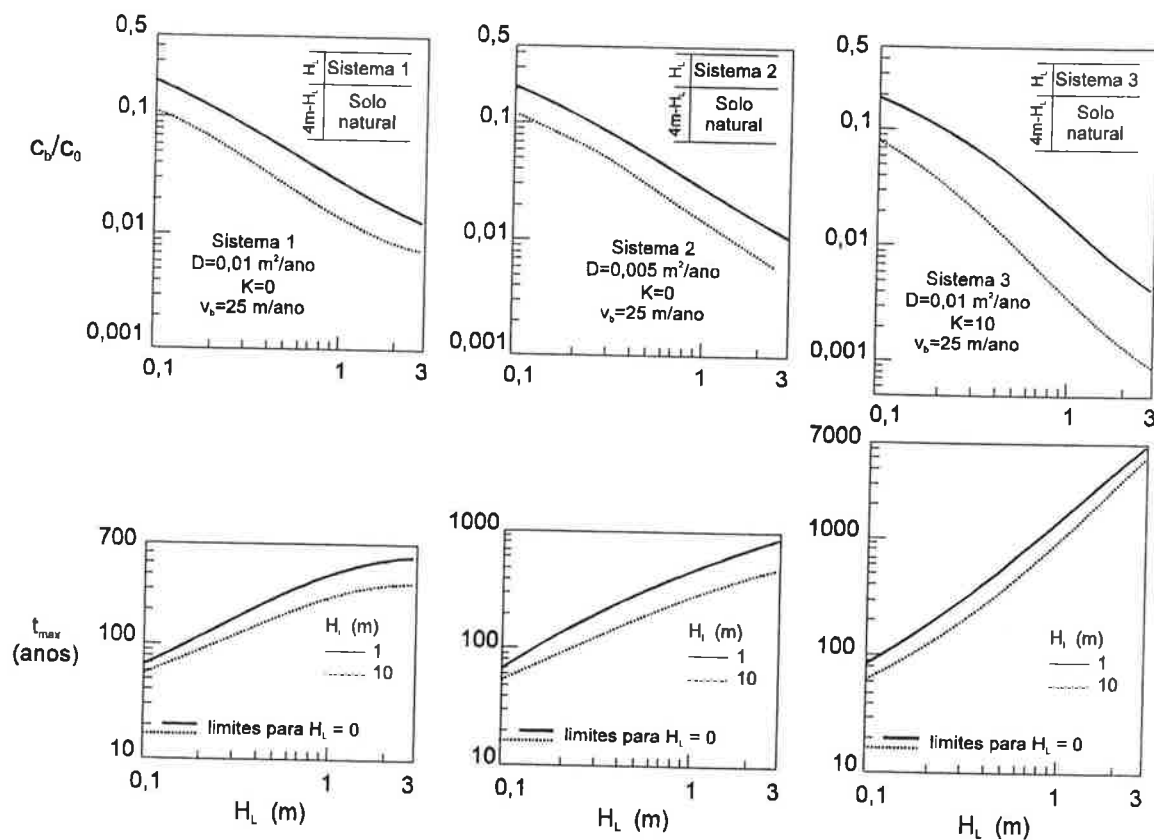 C_b/C_0
0,5
0,1
0,01
0,001
0,1
1
3
H_L
Sistema 1
4m-H_L
Solo
natural
Sistema 1
D=0,01 m²/ano
K=0
v_b=25 m/ano
0,5
0,1
0,01
0,001
0,1
1
3
H_L
Sistema 2
4m-H_L
Solo
natural
Sistema 2
D=0,005 m²/ano
K=0
v_b=25 m/ano
0,5
0,1
0,01
0,001
0,1
1
3
H_L
Sistema 3
4m-H_L
Solo
natural
Sistema 3
D=0,01 m²/ano
K=10
v_b=25 m/ano
t_max
(anos)
700
100
10
0,1
1
3
H_L (m)
H_l (m)
1
10
limites para H_L = 0
1000
100
10
0,1
1
3
H_L (m)
H_l (m)
1
10
limites para H_L = 0
7000
1000
100
10
0,1
1
3
H_L (m)
H_l (m)
1
10
limites para H_L = 0